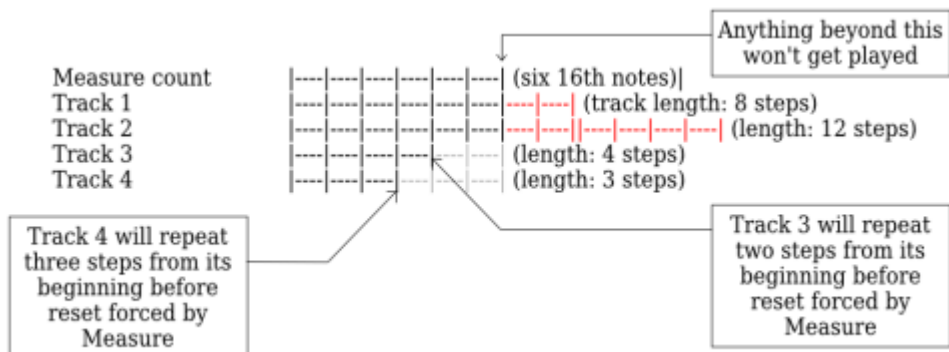 Anything beyond this
won't get played
Measure count |----|----|----|----|----|----| (six 16th notes)|
Track 1 |----|----|----|----|----|----|----|----| (track length: 8 steps)
Track 2 |----|----|----|----|----|----|----|----||----|----|----|----| (length: 12 steps)
Track 3 |----|----|----|----|----|----| (length: 4 steps)
Track 4 |----|----|----|----|----|----| (length: 3 steps)
Track 4 will repeat
three steps from its
beginning before
reset forced by
Measure
Track 3 will repeat
two steps from its
beginning before
reset forced by
Measure